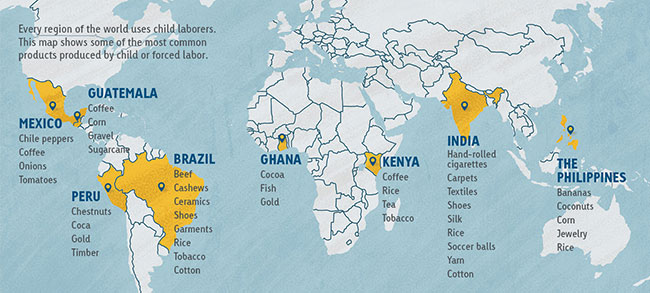 Every region of the world uses child laborers.
This map shows some of the most common
products produced by child or forced labor.
GUATEMALA
Coffee
Corn
Gravel
Sugarcane
MEXICO
Chile peppers
Coffee
Onions
Tomatoes
PERU
Chestnuts
Coca
Gold
Timber
BRAZIL
Beef
Cashews
Ceramics
Shoes
Garments
Rice
Tobacco
Cotton
GHANA
Cocoa
Fish
Gold
KENYA
Coffee
Rice
Tea
Tobacco
INDIA
Hand-rolled
cigarettes
Carpets
Textiles
Shoes
Silk
Rice
Soccer balls
Yarn
Cotton
THE
PHILIPPINES
Bananas
Coconuts
Corn
Jewelry
Rice